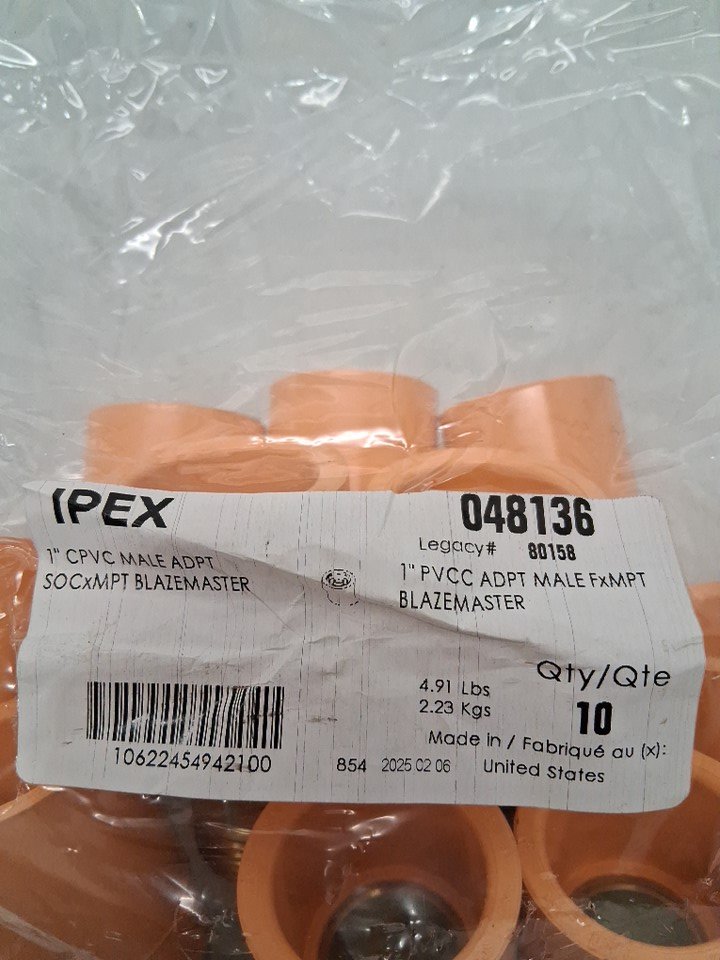 IPEX
048136
Legacy# 80158
1" CPVC MALE ADPT
SOCxMPT BLAZEMASTER
1" PVCC ADPT MALE FxMPT
BLAZEMASTER
4.91 Lbs
2.23 Kgs
Qty/Qte
10
10622454942100
854 2025 02 06
Made in / Fabriqué au (x):
United States